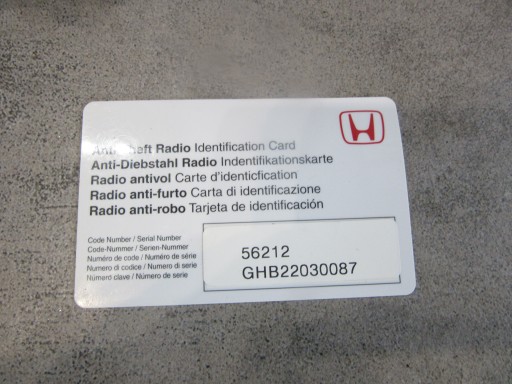 Anti-Theft Radio Identification Card
Anti-Diebstahl Radio Indentifikationskarte
Radio antivol Carte d'identicfication
Radio anti-furto Carta di identificazione
Radio anti-robo Tarjeta de identificación
Code Number / Serial Number
Code-Nummer / Serien-Nummer
Numéro de code / Numéro de série
Numero di codice / Numero di serie
Número clave / Número de serie
56212
GHB22030087